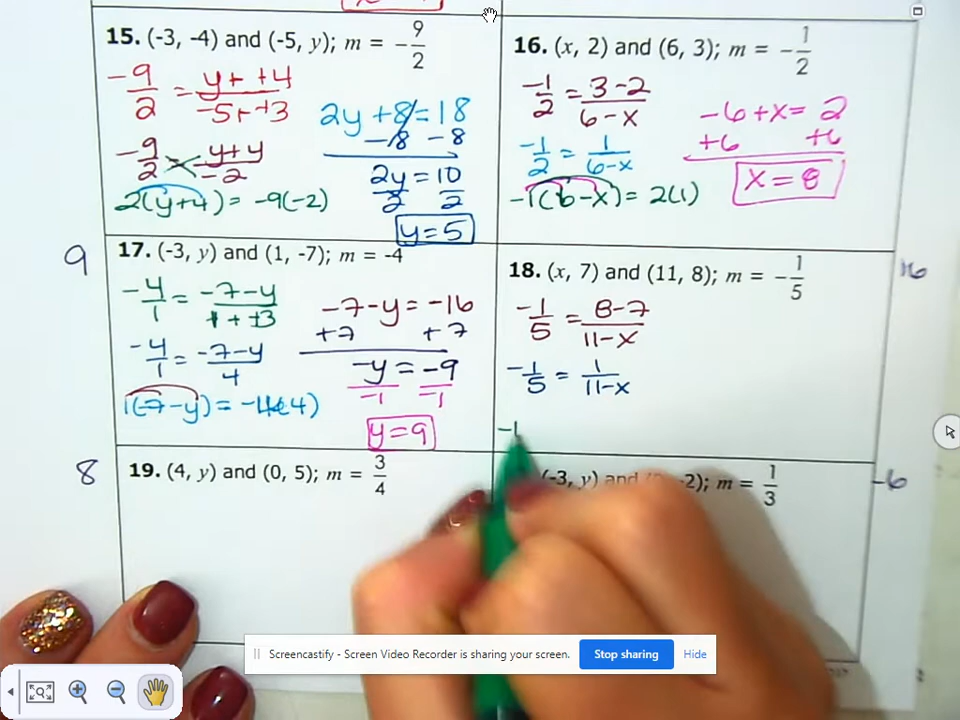 15. (-3, -4) and (-5, y); m = -9/2
-9/2 = y + +4/-5+ +3
-9/2 = y+y/-2
2(y+4) = -9(-2)
2y + 8 = 18
-8 -8
2y = 10
2 2
y = 5
16. (x, 2) and (6, 3); m = -1/2
-1/2 = 3-2/6-x
-1/2 = 1/6-x
-1(6-x) = 2(1)
-6+x = 2
+6 +6
x = 8
9
17. (-3, y) and (1, -7); m = -4
-4/1 = -7-y/1 + +3
-4/1 = -7-y/4
-7-y = -16
+7 +7
-y = -9
-1 -1
y = 9
18. (x, 7) and (11, 8); m = -1/5
16
-1/5 = 8-7/11-x
-1/5 = 1/11-x
-1
8
19. (4, y) and (0, 5); m = 3/4
(-3, y) and -2); m = 1/3
-6
Screencastify - Screen Video Recorder is sharing your screen.
Stop sharing
Hide